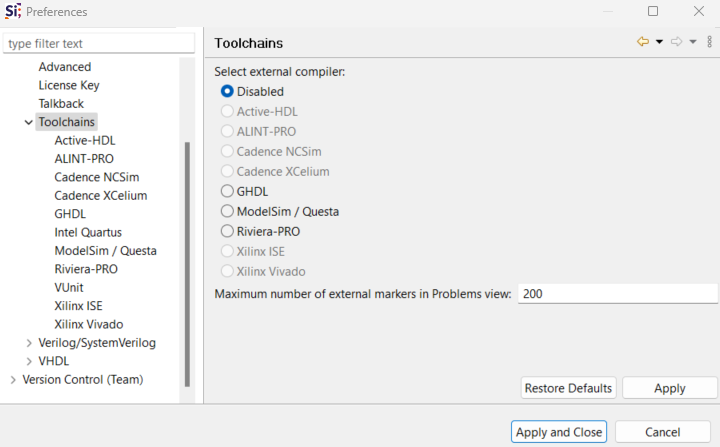 Si; Preferences
type filter text
Advanced
License Key
Talkback
Toolchains
Active-HDL
ALINT-PRO
Cadence NCSim
Cadence XCelium
GHDL
Intel Quartus
ModelSim / Questa
Riviera-PRO
VUnit
Xilinx ISE
Xilinx Vivado
Verilog/SystemVerilog
VHDL
Version Control (Team)
Toolchains
Select external compiler:
Disabled
Active-HDL
ALINT-PRO
Cadence NCSim
Cadence XCelium
GHDL
ModelSim / Questa
Riviera-PRO
Xilinx ISE
Xilinx Vivado
Maximum number of external markers in Problems view: 200
Restore Defaults Apply
Apply and Close Cancel